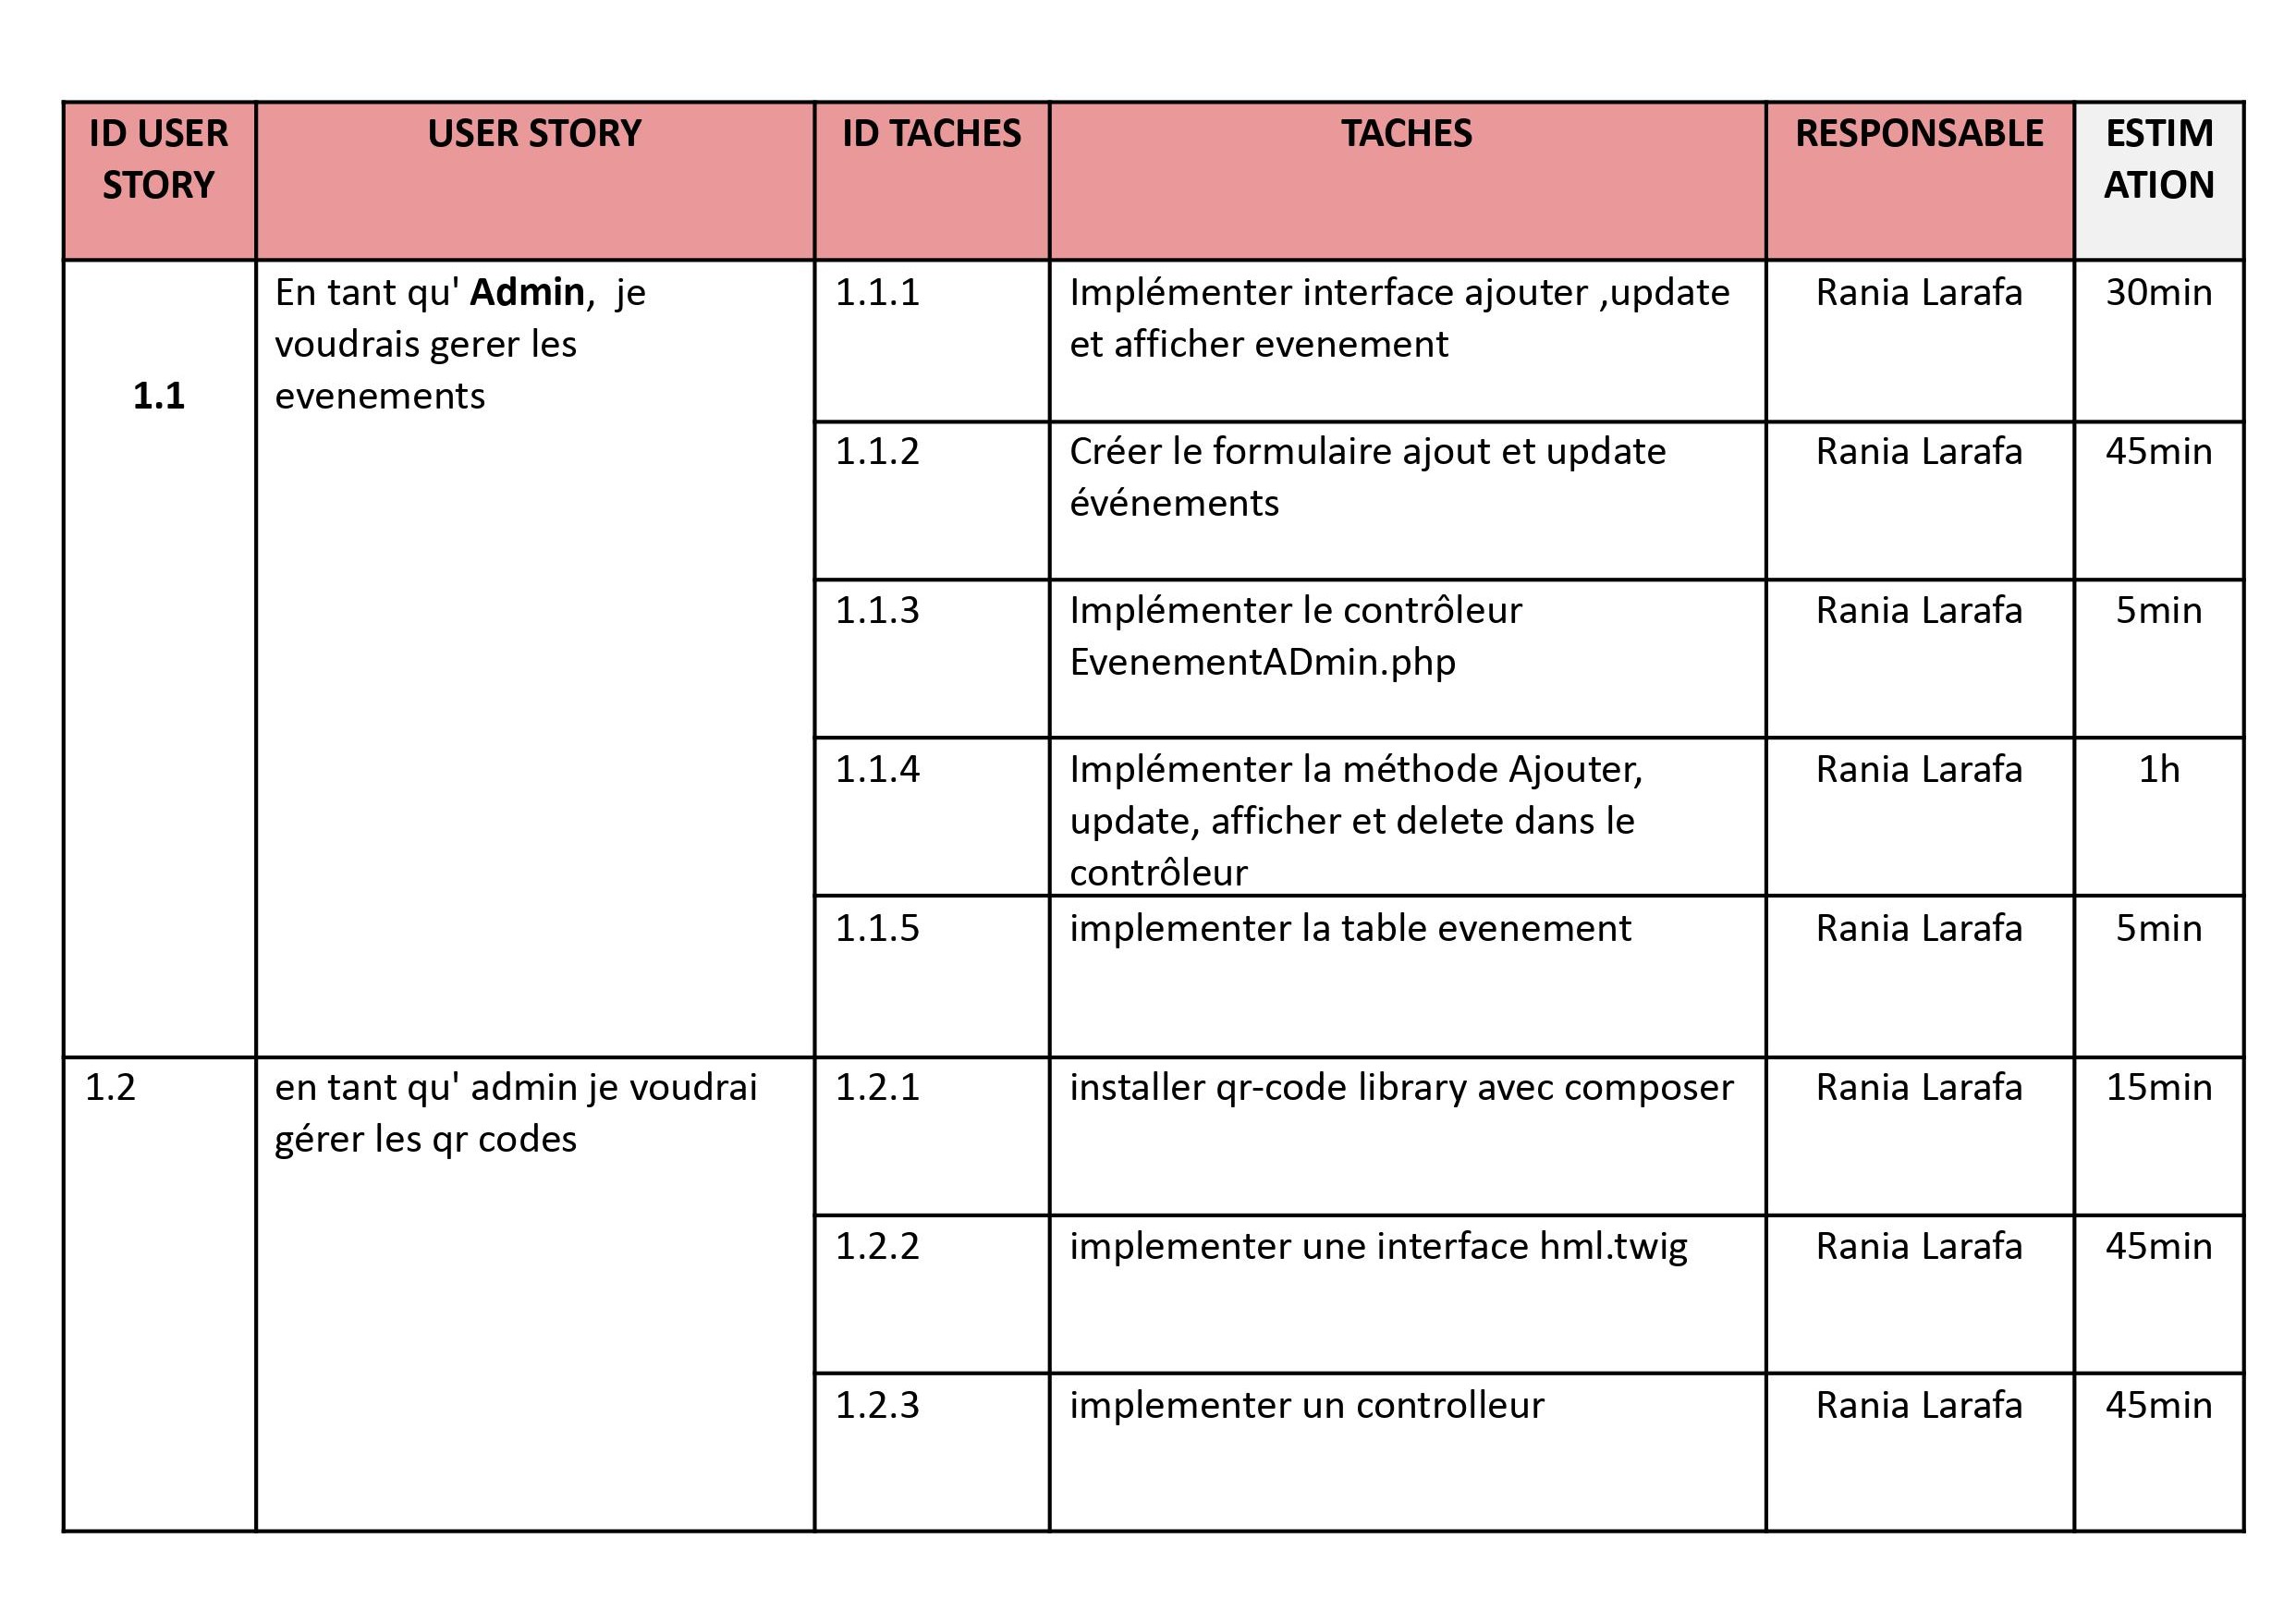 ID USER
STORY
USER STORY
ID TACHES
TACHES
RESPONSABLE
ESTIM
ATION
1.1
En tant qu' Admin,  je
voudrais gerer les
evenements
1.1.1
Implémenter interface ajouter ,update
et afficher evenement
Rania Larafa
30min
1.1.2
Créer le formulaire ajout et update
événements
Rania Larafa
45min
1.1.3
Implémenter le contrôleur
EvenementADmin.php
Rania Larafa
5min
1.1.4
Implémenter la méthode Ajouter,
update, afficher et delete dans le
contrôleur
Rania Larafa
1h
1.1.5
implementer la table evenement
Rania Larafa
5min
1.2
en tant qu' admin je voudrai
gérer les qr codes
1.2.1
installer qr-code library avec composer
Rania Larafa
15min
1.2.2
implementer une interface hml.twig
Rania Larafa
45min
1.2.3
implementer un controlleur
Rania Larafa
45min